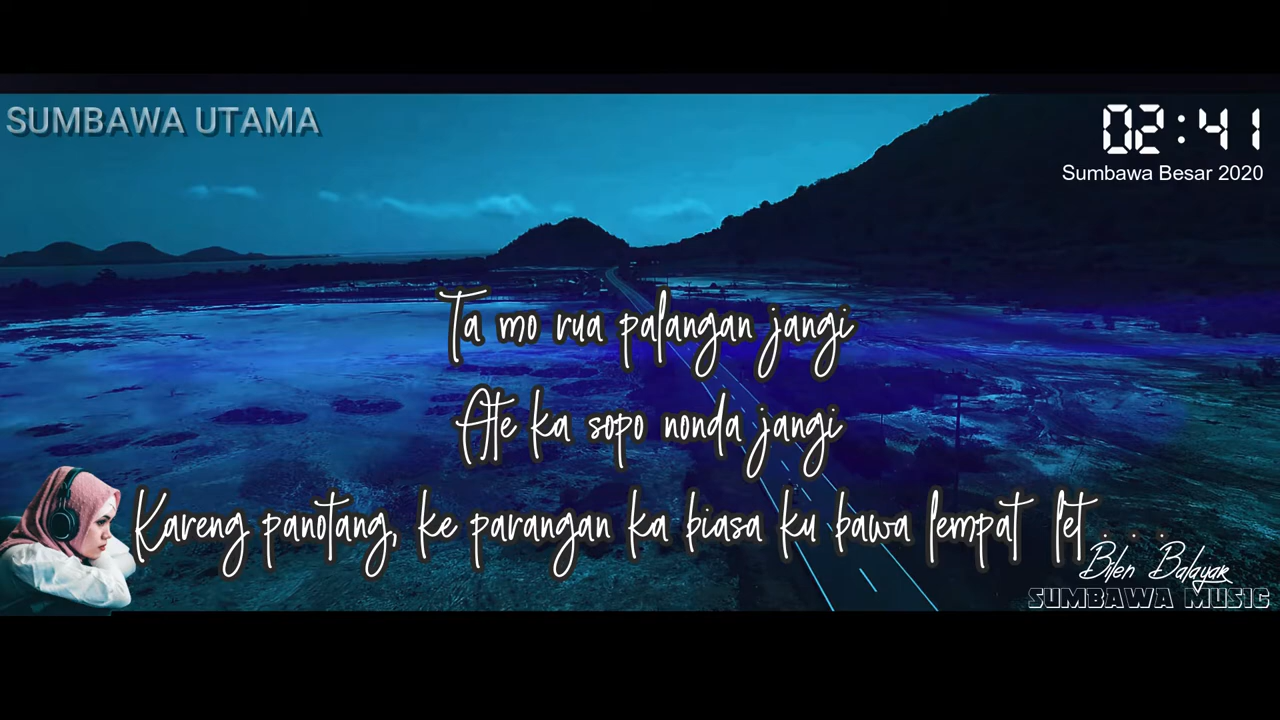 SUMBAWA UTAMA
02:41
Sumbawa Besar 2020
Ta mo rua palangan jangi
Ate ka sopo nonda jangi
Kareng panotang, ke parangan ka biasa ku bawa lempat let . . .
Bilen Balayar
SUMBAWA MUSIC